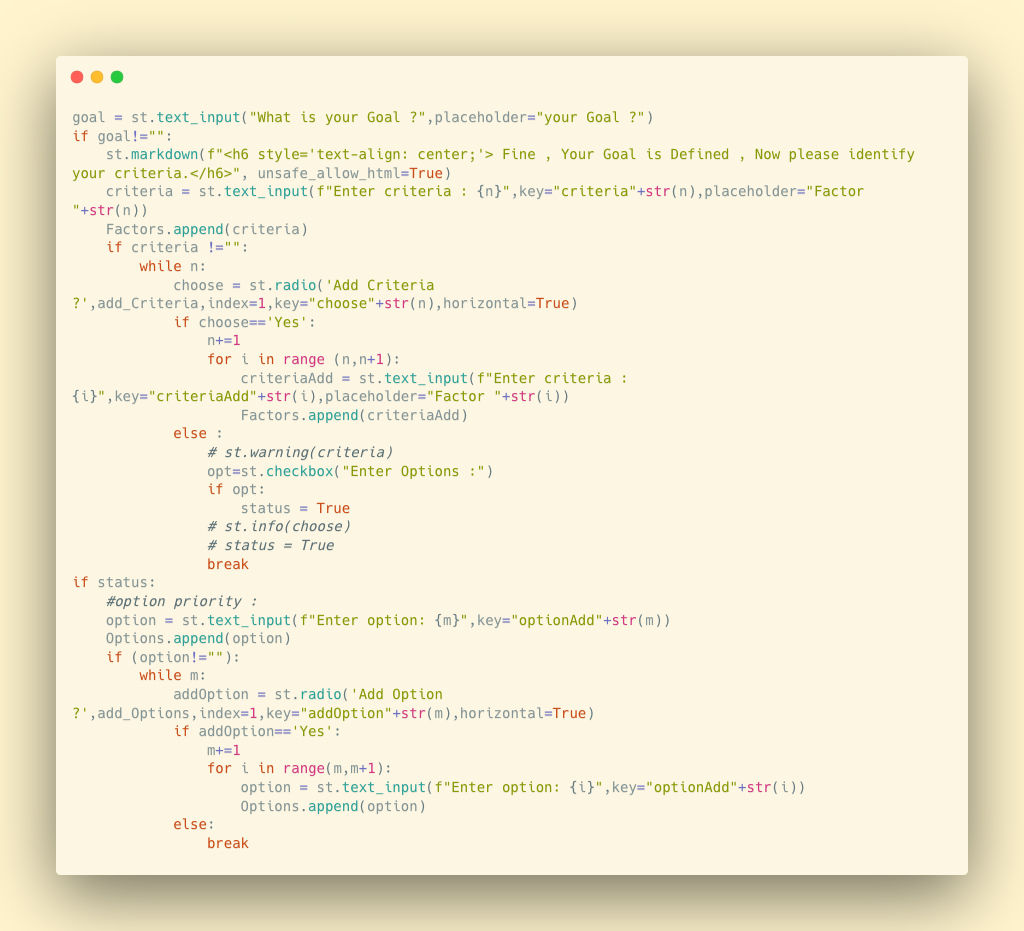 goal = st.text_input("What is your Goal ?",placeholder="your Goal ?")
if goal!="":
    st.markdown(f"<h6 style='text-align: center;'> Fine , Your Goal is Defined , Now please identify
your criteria.</h6>", unsafe_allow_html=True)
    criteria = st.text_input(f"Enter criteria : {n}",key="criteria"+str(n),placeholder="Factor
"+str(n))
    Factors.append(criteria)
    if criteria !="":
        while n:
            choose = st.radio('Add Criteria
?',add_Criteria,index=1,key="choose"+str(n),horizontal=True)
            if choose=='Yes':
                n+=1
                for i in range (n,n+1):
                    criteriaAdd = st.text_input(f"Enter criteria :
{i}",key="criteriaAdd"+str(i),placeholder="Factor "+str(i))
                    Factors.append(criteriaAdd)
            else :
                # st.warning(criteria)
                opt=st.checkbox("Enter Options :")
                if opt:
                    status = True
                # st.info(choose)
                # status = True
                break
if status:
    #option priority :
    option = st.text_input(f"Enter option: {m}",key="optionAdd"+str(m))
    Options.append(option)
    if (option!=""):
        while m:
            addOption = st.radio('Add Option
?',add_Options,index=1,key="addOption"+str(m),horizontal=True)
            if addOption=='Yes':
                m+=1
                for i in range(m,m+1):
                    option = st.text_input(f"Enter option: {i}",key="optionAdd"+str(i))
                    Options.append(option)
            else:
                break